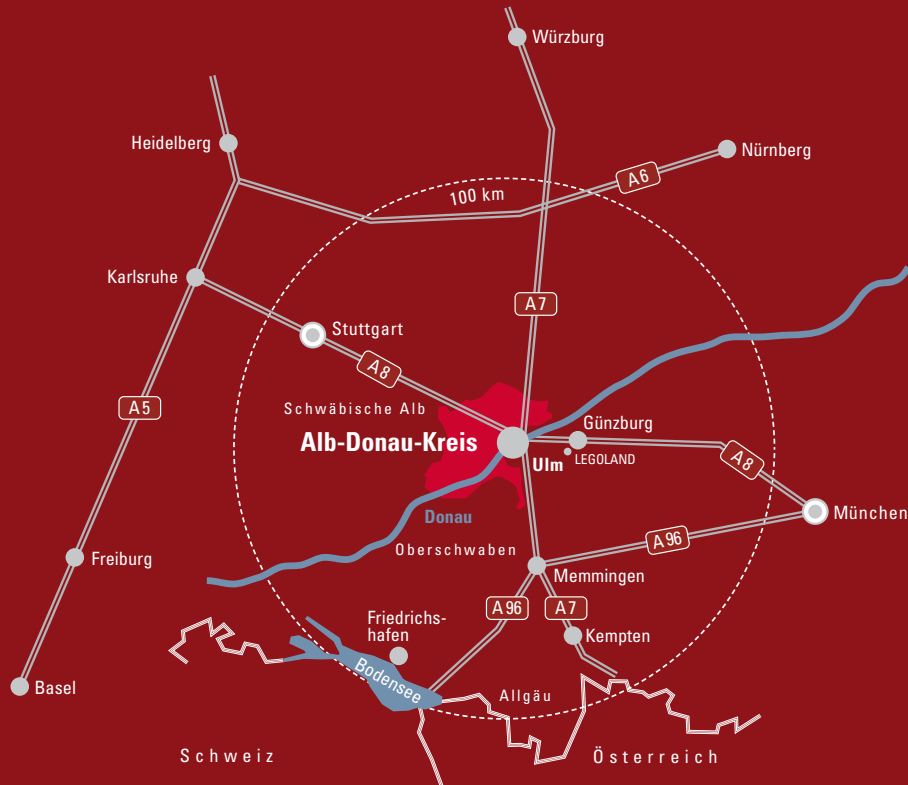 Würzburg
Heidelberg
Nürnberg
A6
100 km
Karlsruhe
A7
Stuttgart
A8
A5
Schwäbische Alb
Günzburg
Alb-Donau-Kreis
Ulm
LEGOLAND
A8
Donau
München
A96
Oberschwaben
Freiburg
Memmingen
A96
A7
Friedrichs-
hafen
Kempten
Bodensee
Basel
Allgäu
Schweiz
Österreich